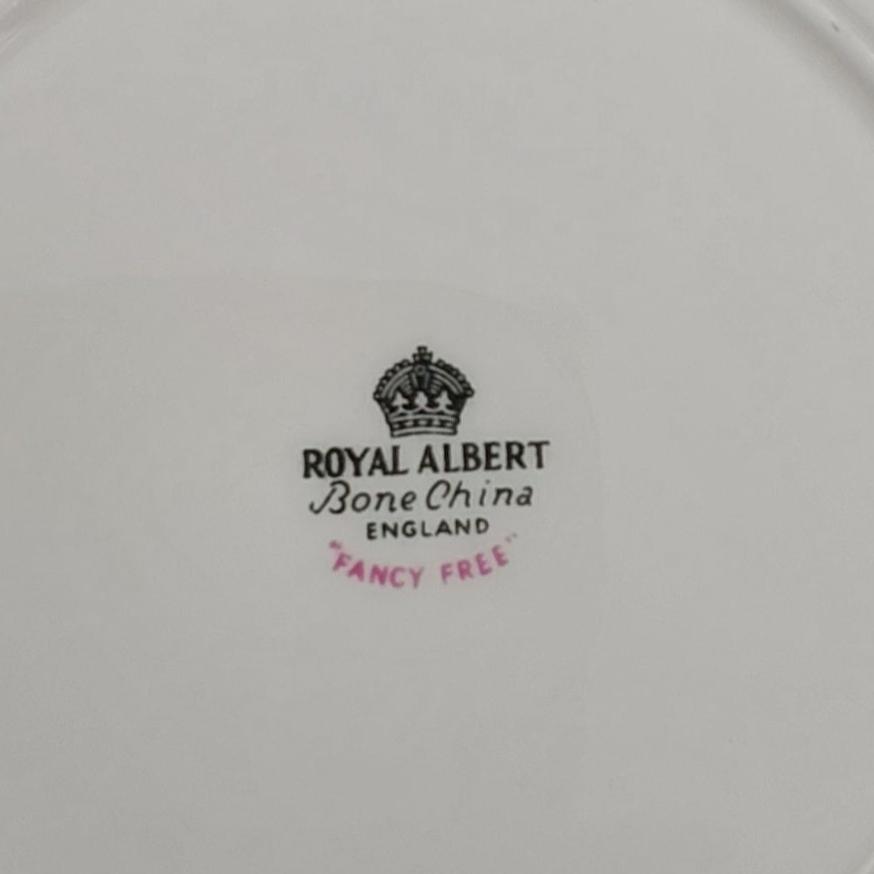 ROYAL ALBERT
Bone China
ENGLAND
"FANCY FREE"